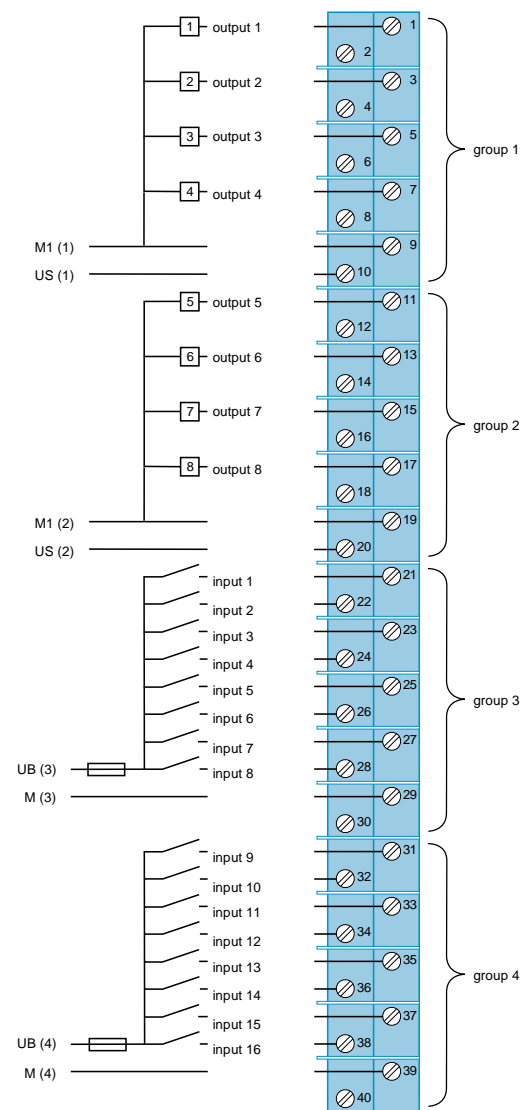 1 output 1 1
2
2 output 2 3
4
3 output 3 5
group 1
6
4 output 4 7
8
M1 (1) 9
US (1) 10
5 output 5 11
12
6 output 6 13
14
7 output 7 15
group 2
16
8 output 8 17
18
M1 (2) 19
US (2) 20
input 1 21
input 2 22
input 3 23
input 4 24
input 5 25
group 3
input 6 26
input 7 27
UB (3) input 8 28
M (3) 29
30
input 9 31
input 10 32
input 11 33
input 12 34
input 13 35
group 4
input 14 36
input 15 37
UB (4) input 16 38
M (4) 39
40